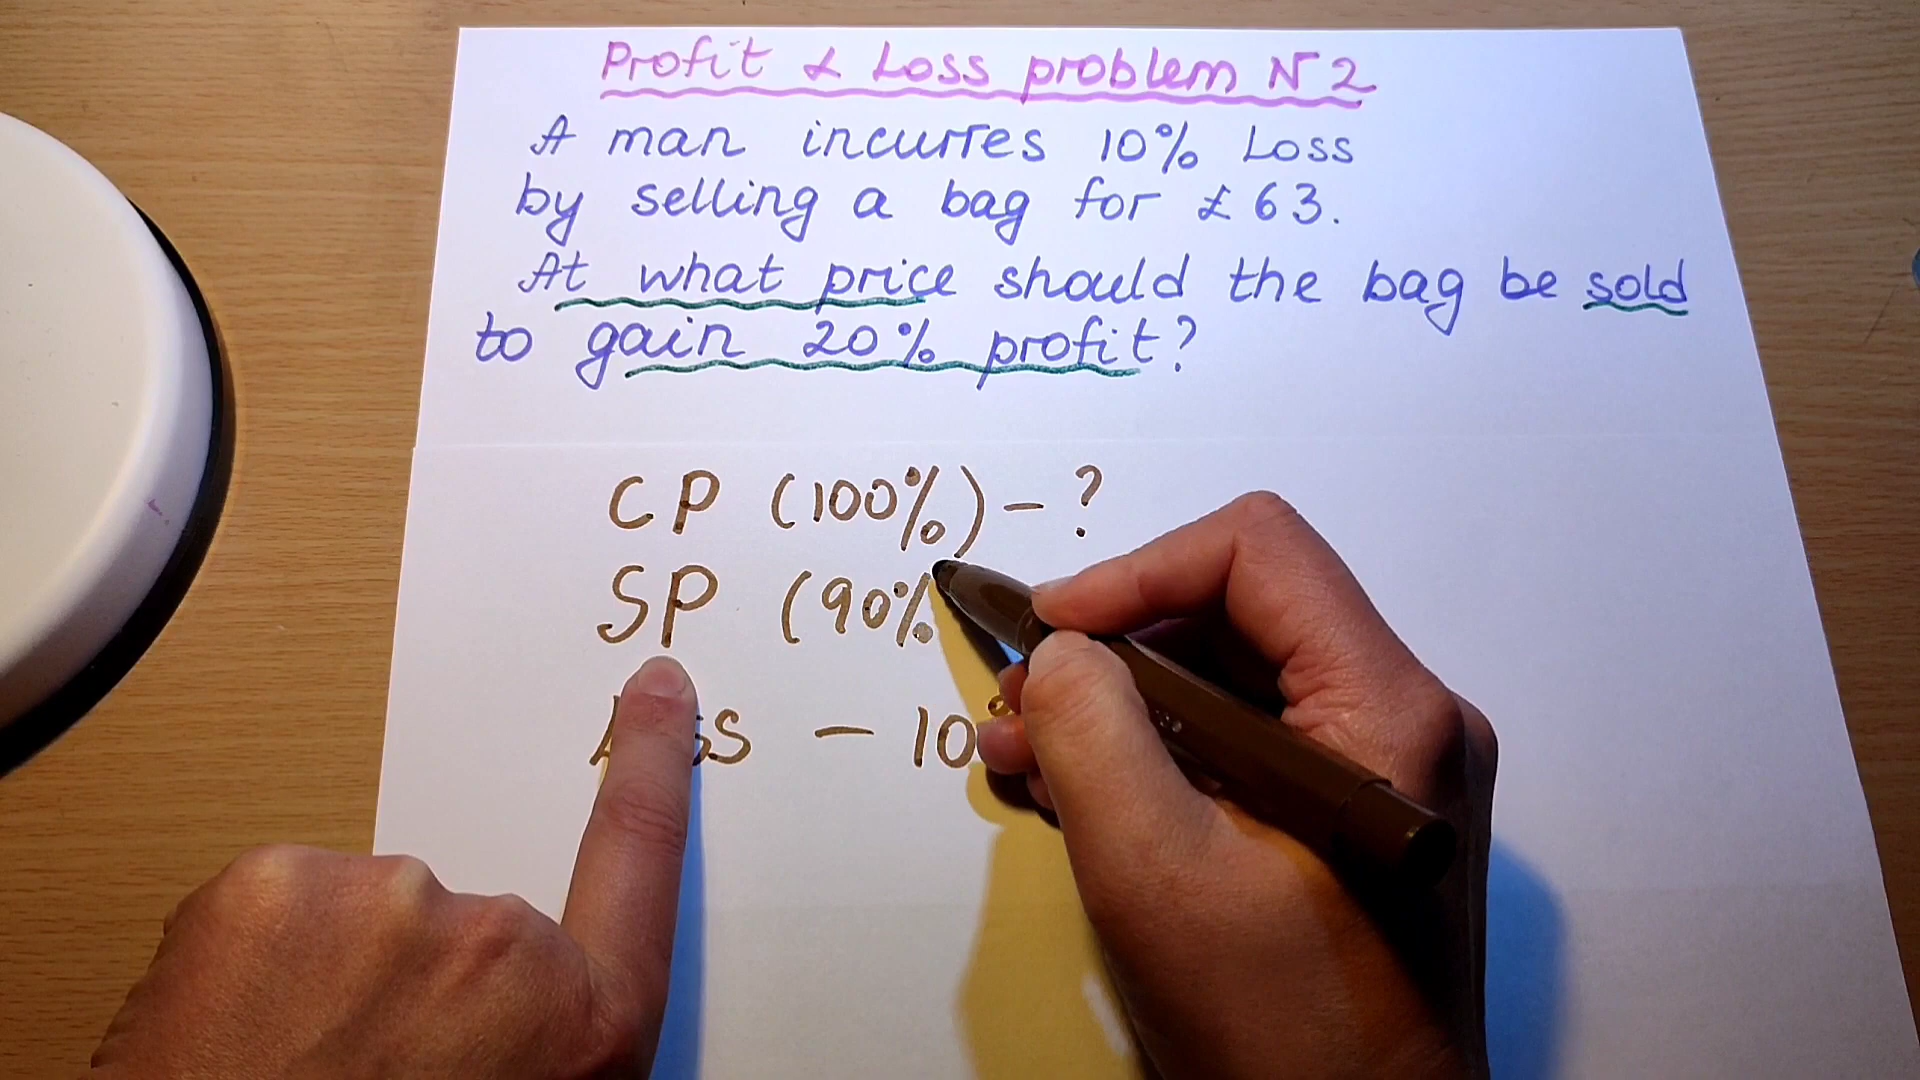 Profit & Loss problem N 2
A man incurres 10% Loss
by selling a bag for £63.
At what price should the bag be sold
to gain 20% profit?
CP (100%) - ?
SP (90%
- 10